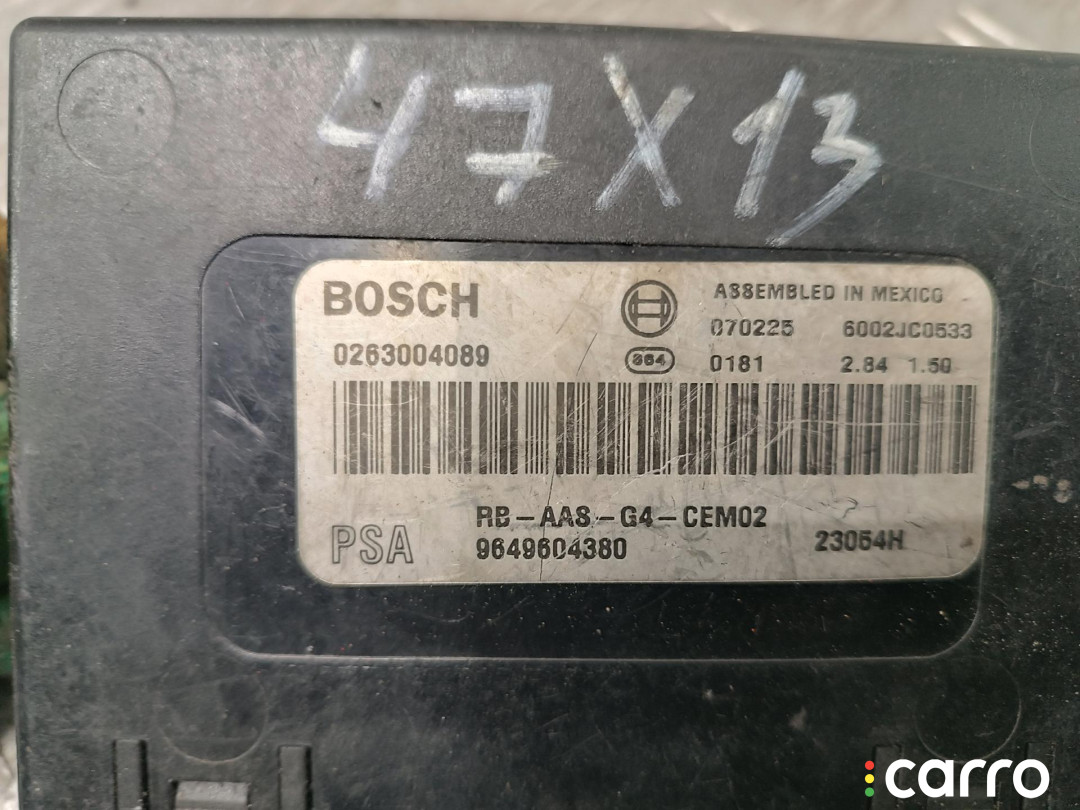 47X13
BOSCH
ASSEMBLED IN MEXICO
070225 6002JC0533
0263004089
364 0181 2.84 1.50
RB-AAS-G4-CEM02
PSA
9649604380
23054H
carro